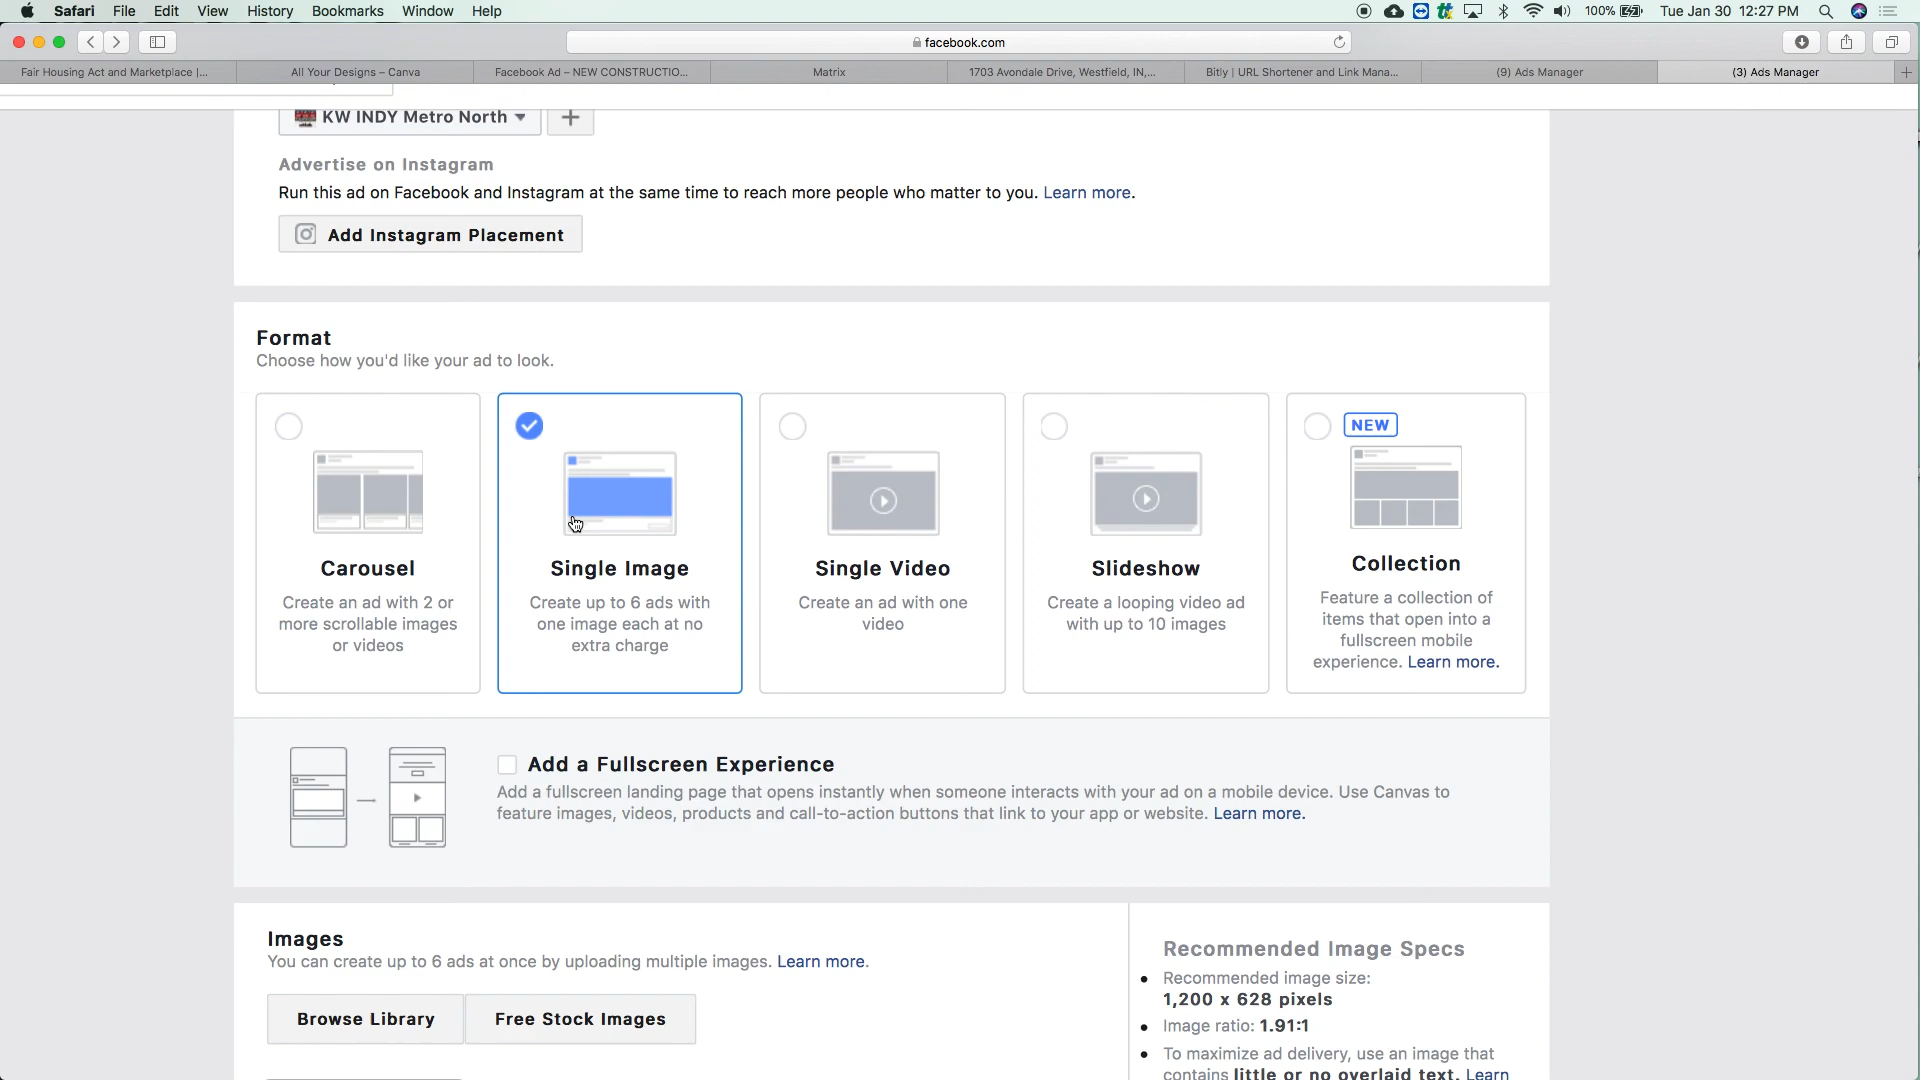 Safari File Edit View History Bookmarks Window Help 100% Tue Jan 30 12:27 PM
facebook.com
Fair Housing Act and Marketplace |... All Your Designs – Canva Facebook Ad – NEW CONSTRUCTIO... Matrix 1703 Avondale Drive, Westfield, IN,... Bitly | URL Shortener and Link Mana... (9) Ads Manager (3) Ads Manager
KW INDY Metro North
Advertise on Instagram
Run this ad on Facebook and Instagram at the same time to reach more people who matter to you. Learn more.
Add Instagram Placement
Format
Choose how you'd like your ad to look.
Carousel
Create an ad with 2 or
more scrollable images
or videos
Single Image
Create up to 6 ads with
one image each at no
extra charge
Single Video
Create an ad with one
video
Slideshow
Create a looping video ad
with up to 10 images
NEW
Collection
Feature a collection of
items that open into a
fullscreen mobile
experience. Learn more.
Add a Fullscreen Experience
Add a fullscreen landing page that opens instantly when someone interacts with your ad on a mobile device. Use Canvas to
feature images, videos, products and call-to-action buttons that link to your app or website. Learn more.
Images
You can create up to 6 ads at once by uploading multiple images. Learn more.
Browse Library Free Stock Images
Recommended Image Specs
• Recommended image size:
1,200 x 628 pixels
• Image ratio: 1.91:1
• To maximize ad delivery, use an image that
contains little or no overlaid text. Learn